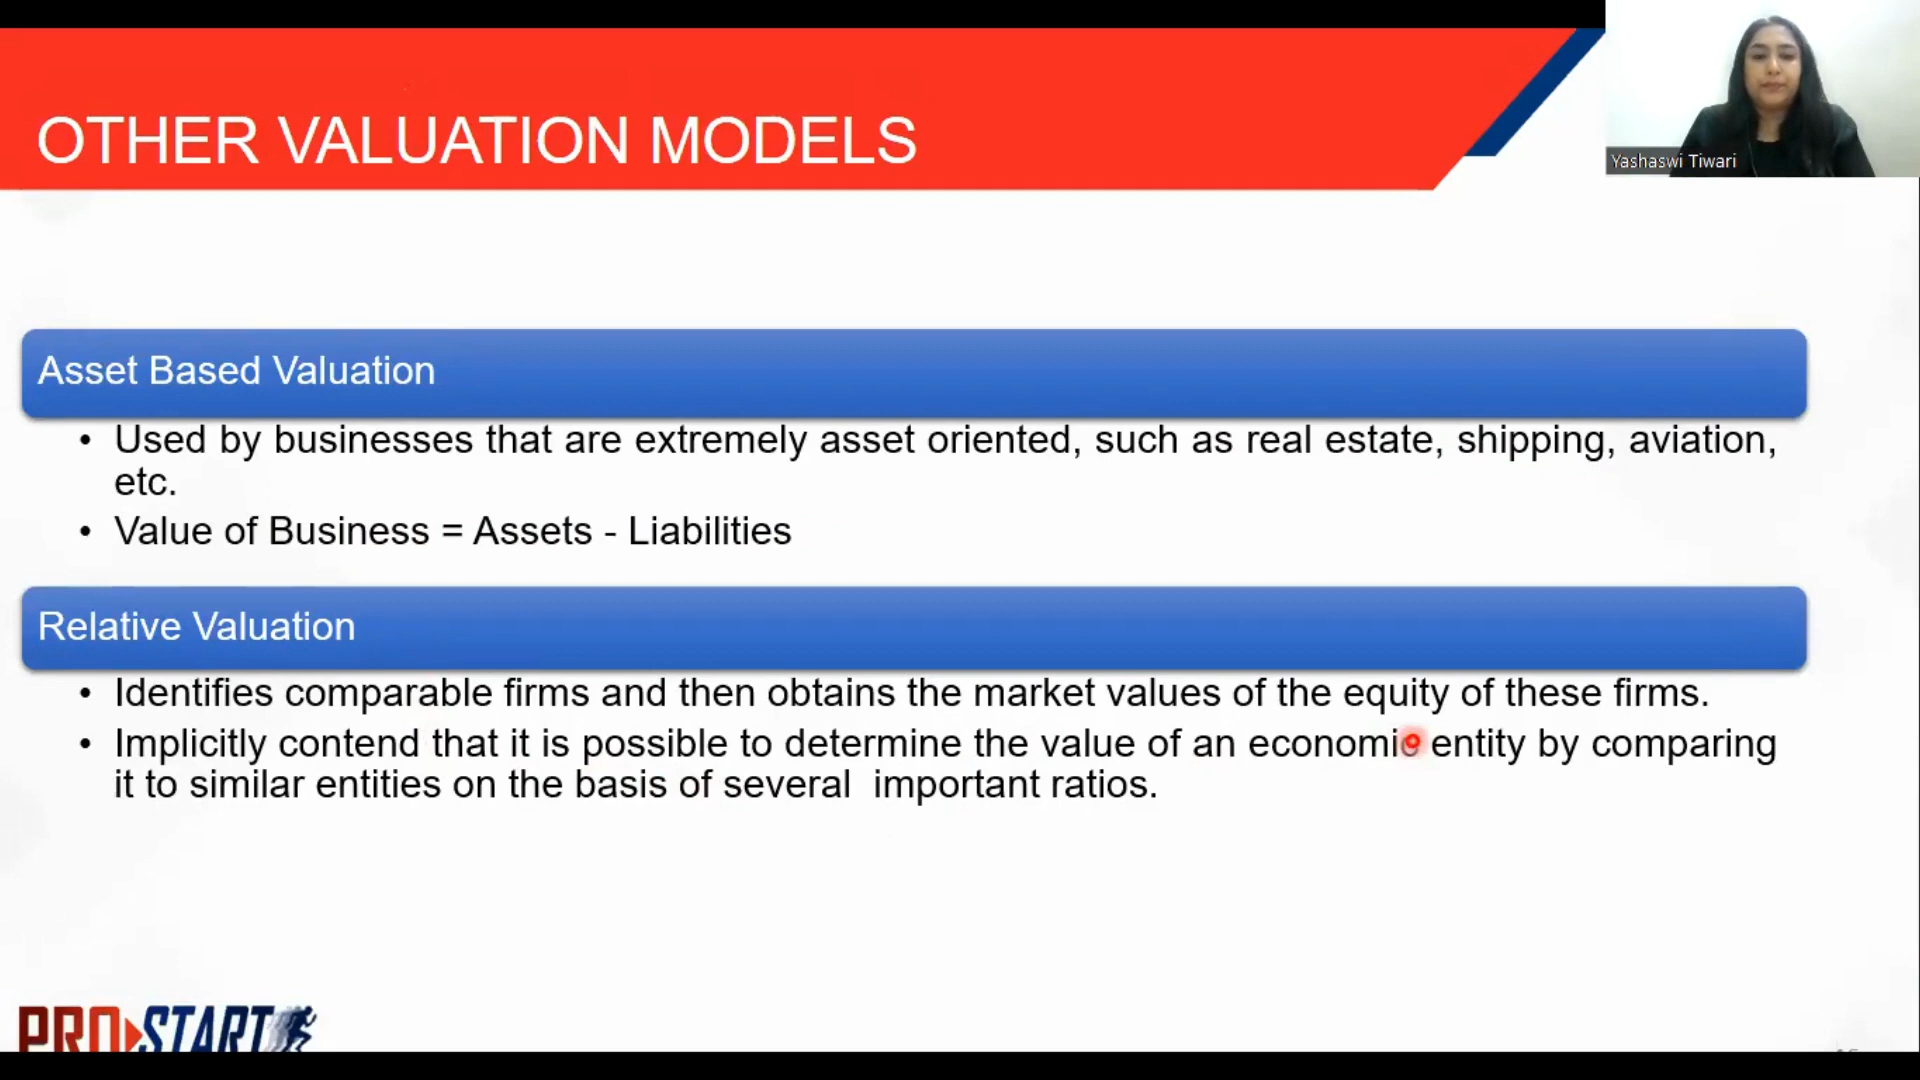 OTHER VALUATION MODELS
Yashaswi Tiwari
Asset Based Valuation
• Used by businesses that are extremely asset oriented, such as real estate, shipping, aviation,
etc.
• Value of Business = Assets - Liabilities
Relative Valuation
• Identifies comparable firms and then obtains the market values of the equity of these firms.
• Implicitly contend that it is possible to determine the value of an economic entity by comparing
it to similar entities on the basis of several important ratios.
PRO START